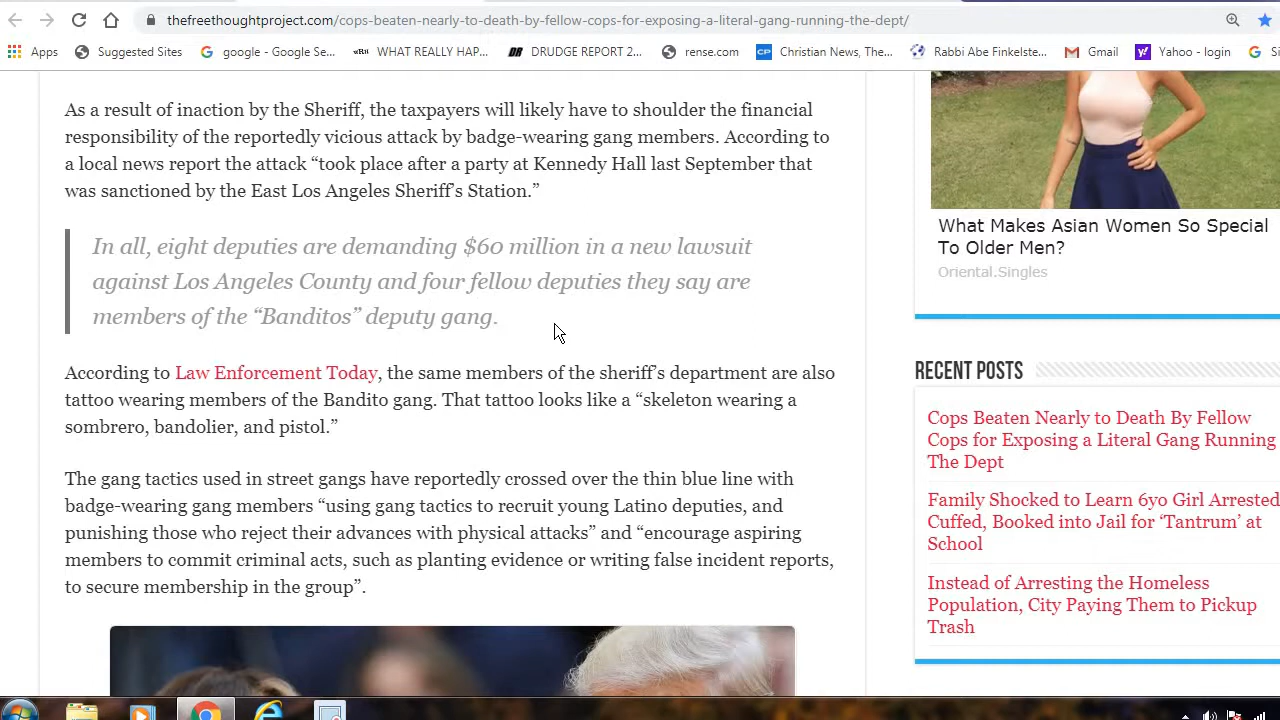 thefreethoughtproject.com/cops-beaten-nearly-to-death-by-fellow-cops-for-exposing-a-literal-gang-running-the-dept/
Apps Suggested Sites google - Google Se... WHAT REALLY HAP... DR DRUDGE REPORT 2... rense.com CP Christian News, The... Rabbi Abe Finkelste... Gmail Yahoo - login
As a result of inaction by the Sheriff, the taxpayers will likely have to shoulder the financial
responsibility of the reportedly vicious attack by badge-wearing gang members. According to
a local news report the attack “took place after a party at Kennedy Hall last September that
was sanctioned by the East Los Angeles Sheriff’s Station.”
In all, eight deputies are demanding $60 million in a new lawsuit
against Los Angeles County and four fellow deputies they say are
members of the “Banditos” deputy gang.
According to Law Enforcement Today, the same members of the sheriff’s department are also
tattoo wearing members of the Bandito gang. That tattoo looks like a “skeleton wearing a
sombrero, bandolier, and pistol.”
The gang tactics used in street gangs have reportedly crossed over the thin blue line with
badge-wearing gang members “using gang tactics to recruit young Latino deputies, and
punishing those who reject their advances with physical attacks” and “encourage aspiring
members to commit criminal acts, such as planting evidence or writing false incident reports,
to secure membership in the group”.
What Makes Asian Women So Special
To Older Men?
Oriental.Singles
RECENT POSTS
Cops Beaten Nearly to Death By Fellow
Cops for Exposing a Literal Gang Running
The Dept
Family Shocked to Learn 6yo Girl Arrested
Cuffed, Booked into Jail for ‘Tantrum’ at
School
Instead of Arresting the Homeless
Population, City Paying Them to Pickup
Trash